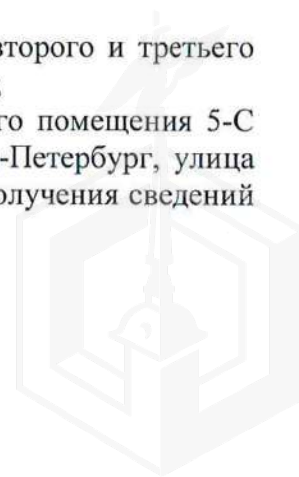 второго и третьего
го помещения 5-С
-Петербург, улица
олучения сведений